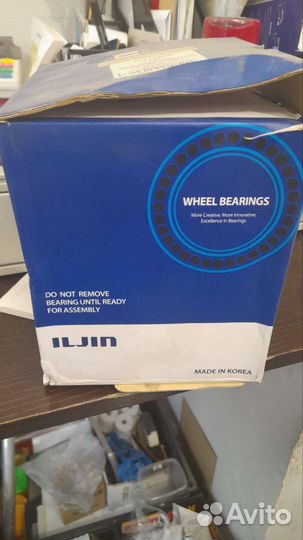 WHEEL BEARINGS
More Creative, More Innovative,
Excellence in Bearings
DO NOT REMOVE
BEARING UNTIL READY
FOR ASSEMBLY
ILJIN
MADE IN KOREA
Avito